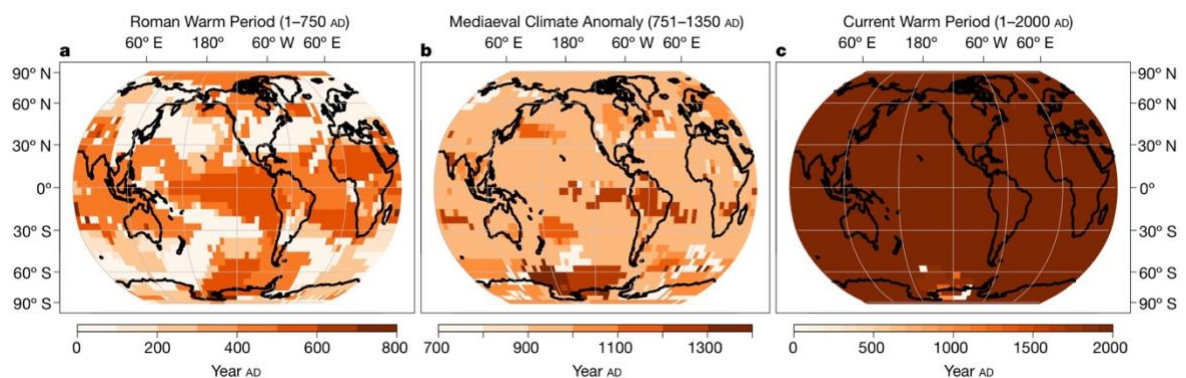 Roman Warm Period (1–750 AD)
60° E 180° 60° W 60° E
a
90° N
60° N
30° N
0°
30° S
60° S
90° S
0 200 400 600 800
Year AD
Mediaeval Climate Anomaly (751–1350 AD)
60° E 180° 60° W 60° E
b
700 900 1100 1300
Year AD
Current Warm Period (1–2000 AD)
60° E 180° 60° W 60° E
c
90° N
60° N
30° N
0°
30° S
60° S
90° S
0 500 1000 1500 2000
Year AD